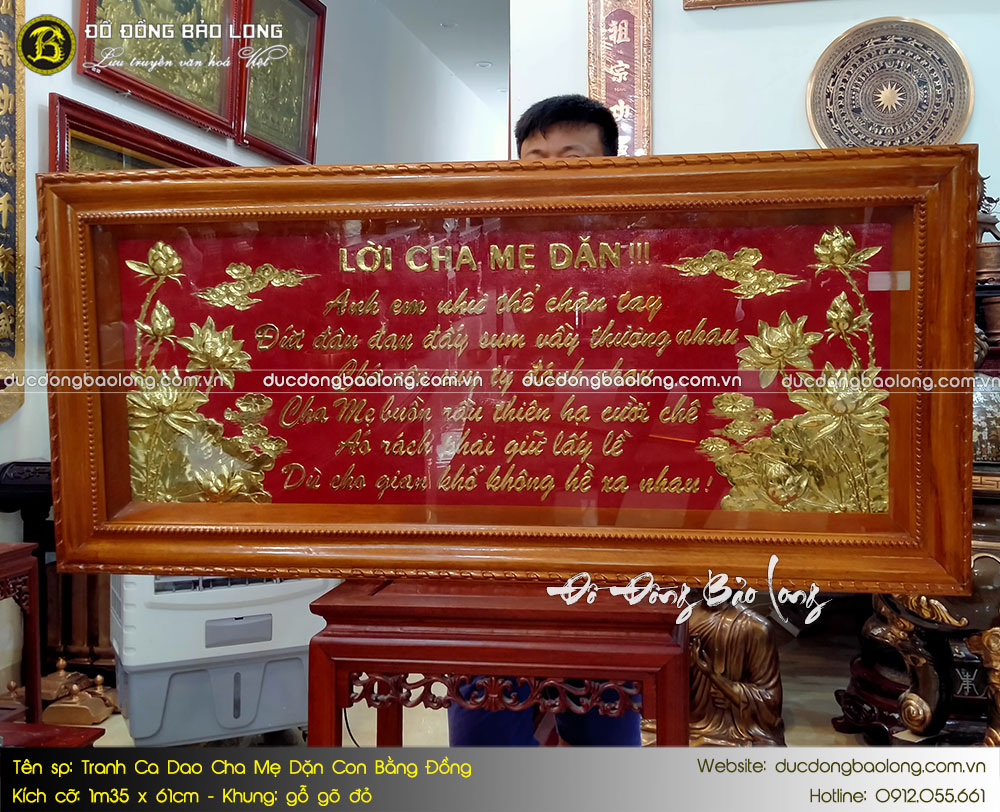 ĐỒ ĐỒNG BẢO LONG
Lưu truyền văn hoá Việt
祖
宗
功
LỜI CHA MẸ DẶN!!!
Anh em như thể chân tay
Đứt đâu đau đấy sum vầy thương nhau
ducdongbaolong.com.vn ducdongbaolong.com.vn ducdongbaolong.com.vn ducdongbaolong.com.vn
Cha Mẹ buồn rầu thiên hạ cười chê
Áo rách phải giữ lấy lề
Dù cho gian khổ không hề xa nhau!
Đồ Đồng Bảo Long
Tên sp: Tranh Ca Dao Cha Mẹ Dặn Con Bằng Đồng
Website: ducdongbaolong.com.vn
Kích cỡ: 1m35 x 61cm - Khung: gỗ gõ đỏ
Hotline: 0912.055.661